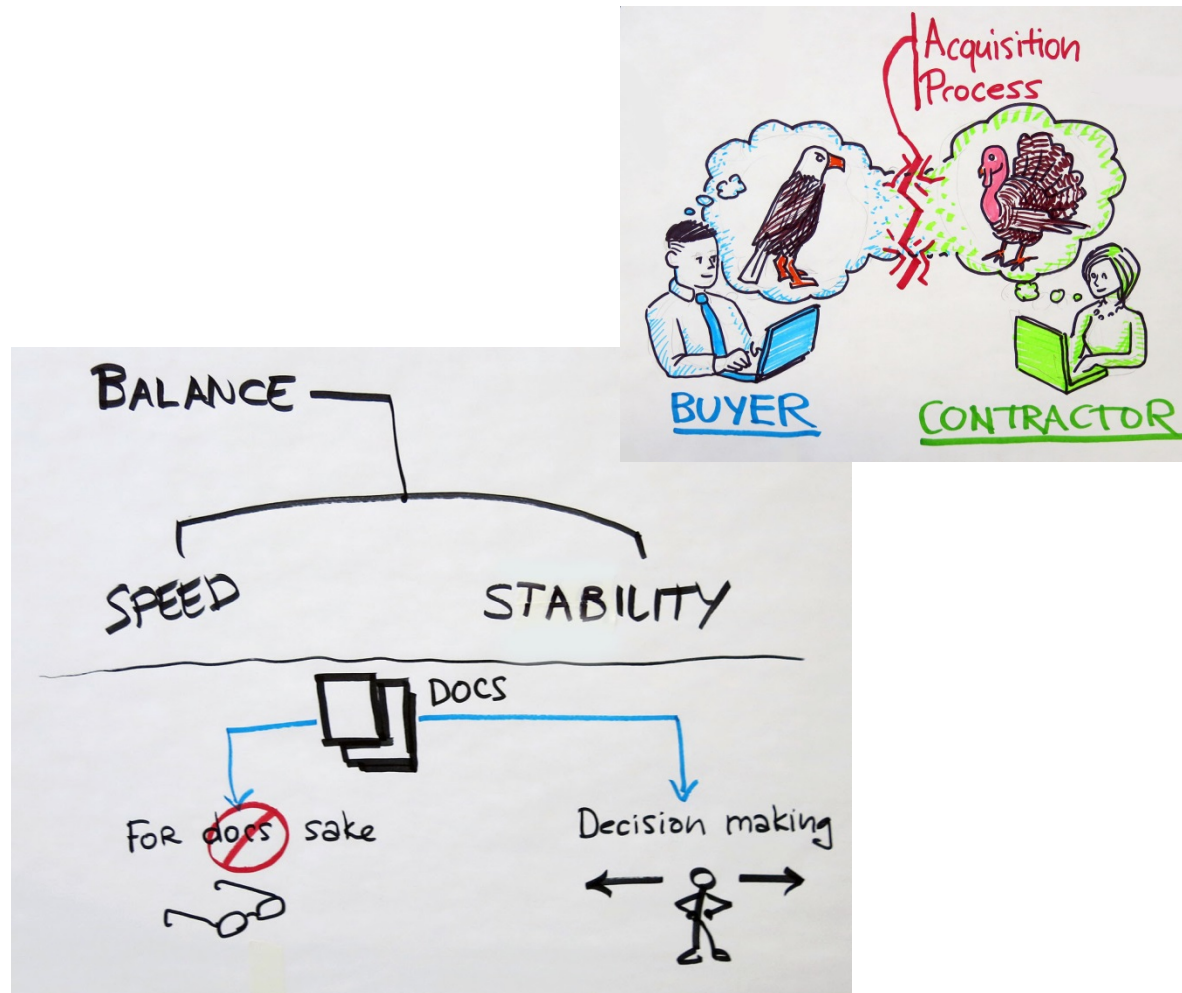 Acquisition
Process
BUYER
CONTRACTOR
BALANCE
SPEED
STABILITY
DOCS
FOR docs sake
Decision making